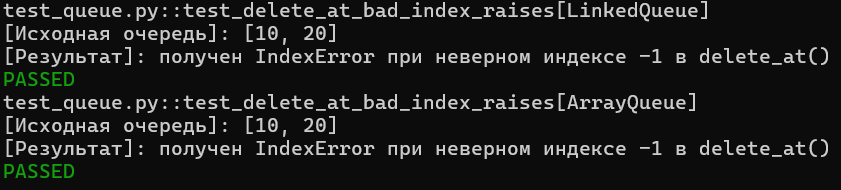 test_queue.py::test_delete_at_bad_index_raises[LinkedQueue]
[Исходная очередь]: [10, 20]
[Результат]: получен IndexError при неверном индексе -1 в delete_at()
PASSED
test_queue.py::test_delete_at_bad_index_raises[ArrayQueue]
[Исходная очередь]: [10, 20]
[Результат]: получен IndexError при неверном индексе -1 в delete_at()
PASSED